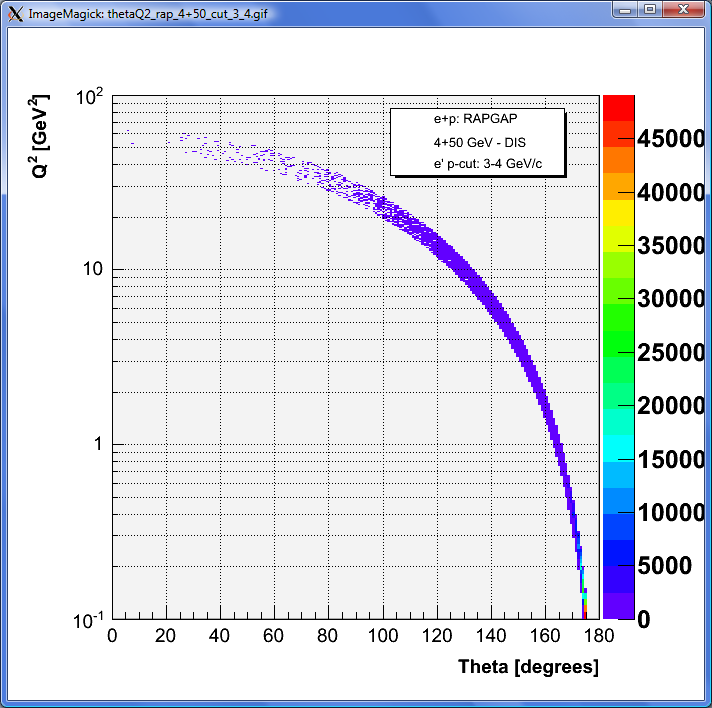 ImageMagick: thetaQ2_rap_4+50_cut_3_4.gif
Q² [GeV²]
10²
10
1
10⁻¹
e+p: RAPGAP
4+50 GeV - DIS
e' p-cut: 3-4 GeV/c
45000
40000
35000
30000
25000
20000
15000
10000
5000
0
0 20 40 60 80 100 120 140 160 180
Theta [degrees]